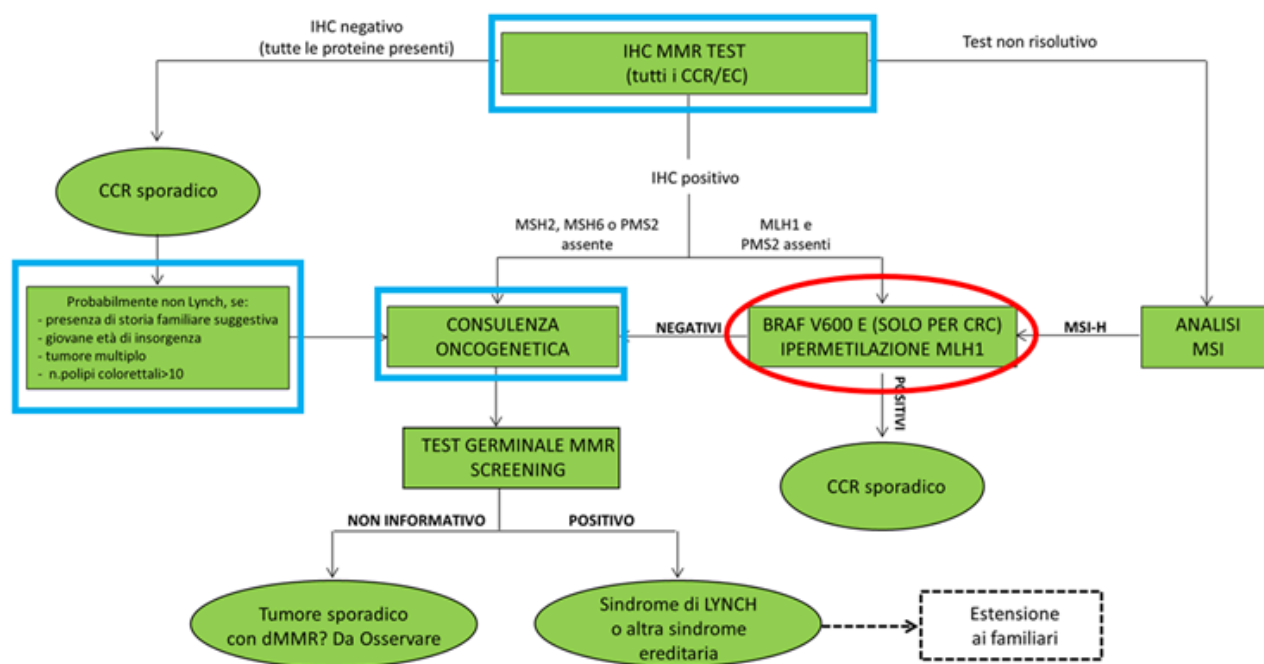 IHC negativo
(tutte le proteine presenti)
IHC MMR TEST
(tutti i CCR/EC)
Test non risolutivo
CCR sporadico
IHC positivo
MSH2, MSH6 o PMS2
assente
MLH1 e
PMS2 assenti
Probabilmente non Lynch, se:
- presenza di storia familiare suggestiva
- giovane età di insorgenza
- tumore multiplo
- n.polipi colorettali>10
CONSULENZA
ONCOGENETICA
NEGATIVI
BRAF V600 E (SOLO PER CRC)
IPERMETILAZIONE MLH1
MSI-H
ANALISI
MSI
POSITIVI
TEST GERMINALE MMR
SCREENING
CCR sporadico
NON INFORMATIVO
POSITIVO
Tumore sporadico
con dMMR? Da Osservare
Sindrome di LYNCH
o altra sindrome
ereditaria
Estensione
ai familiari